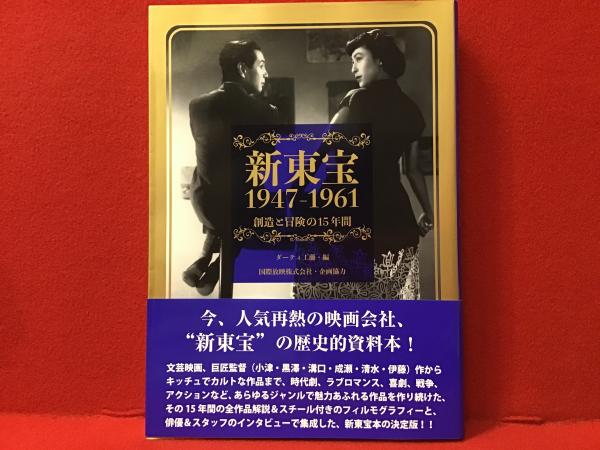 新東宝
1947-1961
創造と冒険の15年間
ダーティ工藤・編
国際放映株式会社・企画協力
今、人気再熱の映画会社、
“新東宝”の歴史的資料本！
文芸映画、巨匠監督（小津・黒澤・溝口・成瀬・清水・伊藤）作から
キッチュでカルトな作品まで、時代劇、ラブロマンス、喜劇、戦争、
アクションなど、あらゆるジャンルで魅力あふれる作品を作り続けた、
その15年間の全作品解説＆スチール付きのフィルモグラフィーと、
俳優＆スタッフのインタビューで集成した、新東宝本の決定版！！